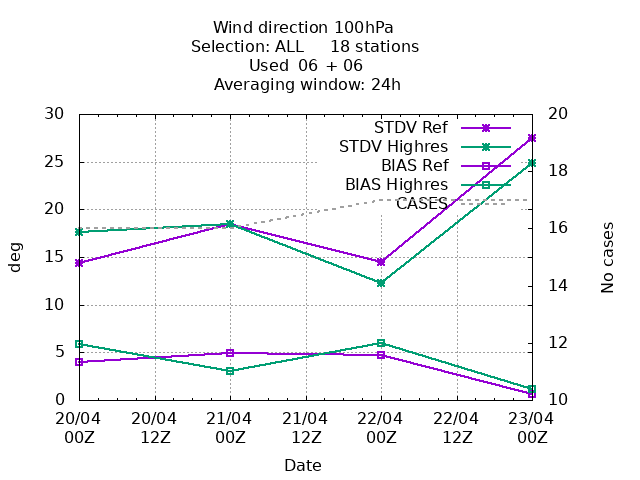 Wind direction 100hPa
Selection: ALL 18 stations
Used 06 + 06
Averaging window: 24h
30 20
STDV Ref
STDV Highres
25 18
BIAS Ref
BIAS Highres
CASES
20 16
15
deg No cases
14
10
12
5
0 10
20/04 20/04 21/04 21/04 22/04 22/04 23/04
00Z 12Z 00Z 12Z 00Z 12Z 00Z
Date